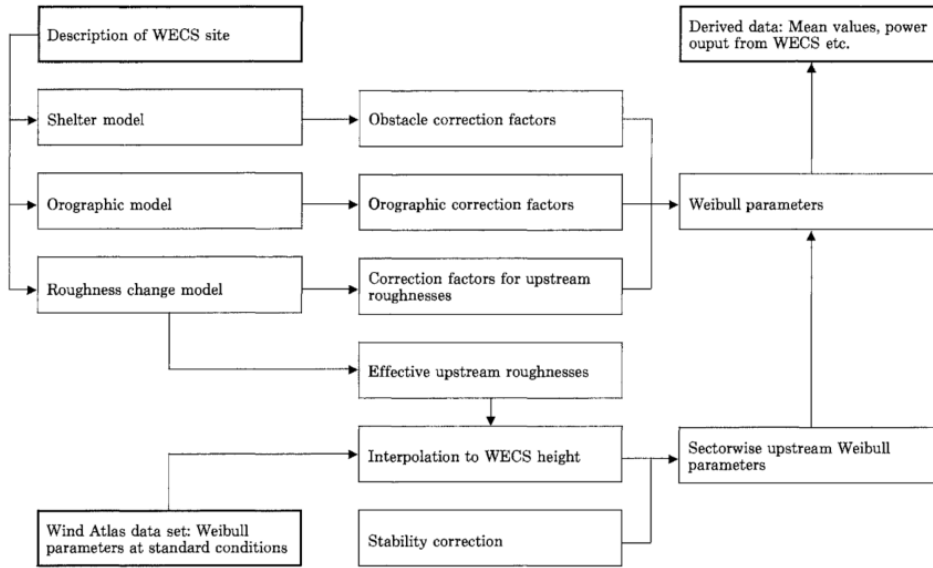 Description of WECS site
Derived data: Mean values, power
ouput from WECS etc.
Shelter model
Obstacle correction factors
Orographic model
Orographic correction factors
Weibull parameters
Roughness change model
Correction factors for upstream
roughnesses
Effective upstream roughnesses
Interpolation to WECS height
Sectorwise upstream Weibull
parameters
Wind Atlas data set: Weibull
parameters at standard conditions
Stability correction